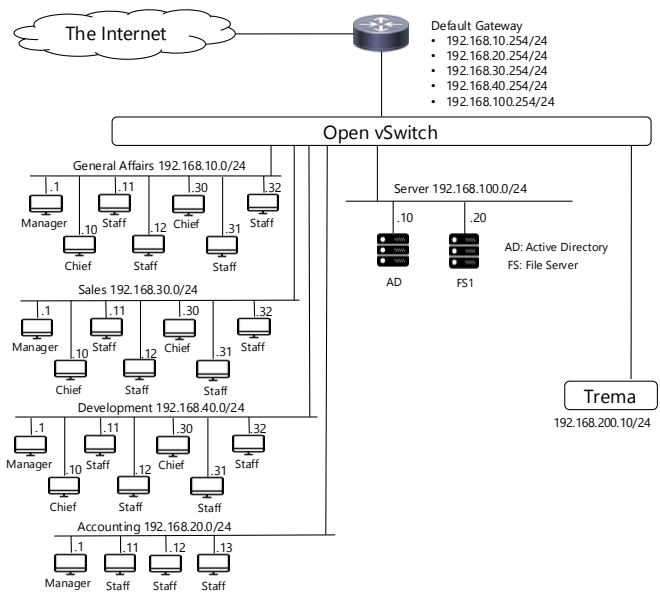 The Internet
Default Gateway
• 192.168.10.254/24
• 192.168.20.254/24
• 192.168.30.254/24
• 192.168.40.254/24
• 192.168.100.254/24
Open vSwitch
General Affairs 192.168.10.0/24
.1
.11
.30
.32
Manager
Staff
Chief
Staff
.10
.12
.31
Chief
Staff
Staff
Server 192.168.100.0/24
.10
.20
AD
FS1
AD: Active Directory
FS: File Server
Sales 192.168.30.0/24
.1
.11
.30
.32
Manager
Staff
Chief
Staff
.10
.12
.31
Chief
Staff
Staff
Trema
192.168.200.10/24
Development 192.168.40.0/24
.1
.11
.30
.32
Manager
Staff
Chief
Staff
.10
.12
.31
Chief
Staff
Staff
Accounting 192.168.20.0/24
.1
.11
.12
.13
Manager
Staff
Staff
Staff